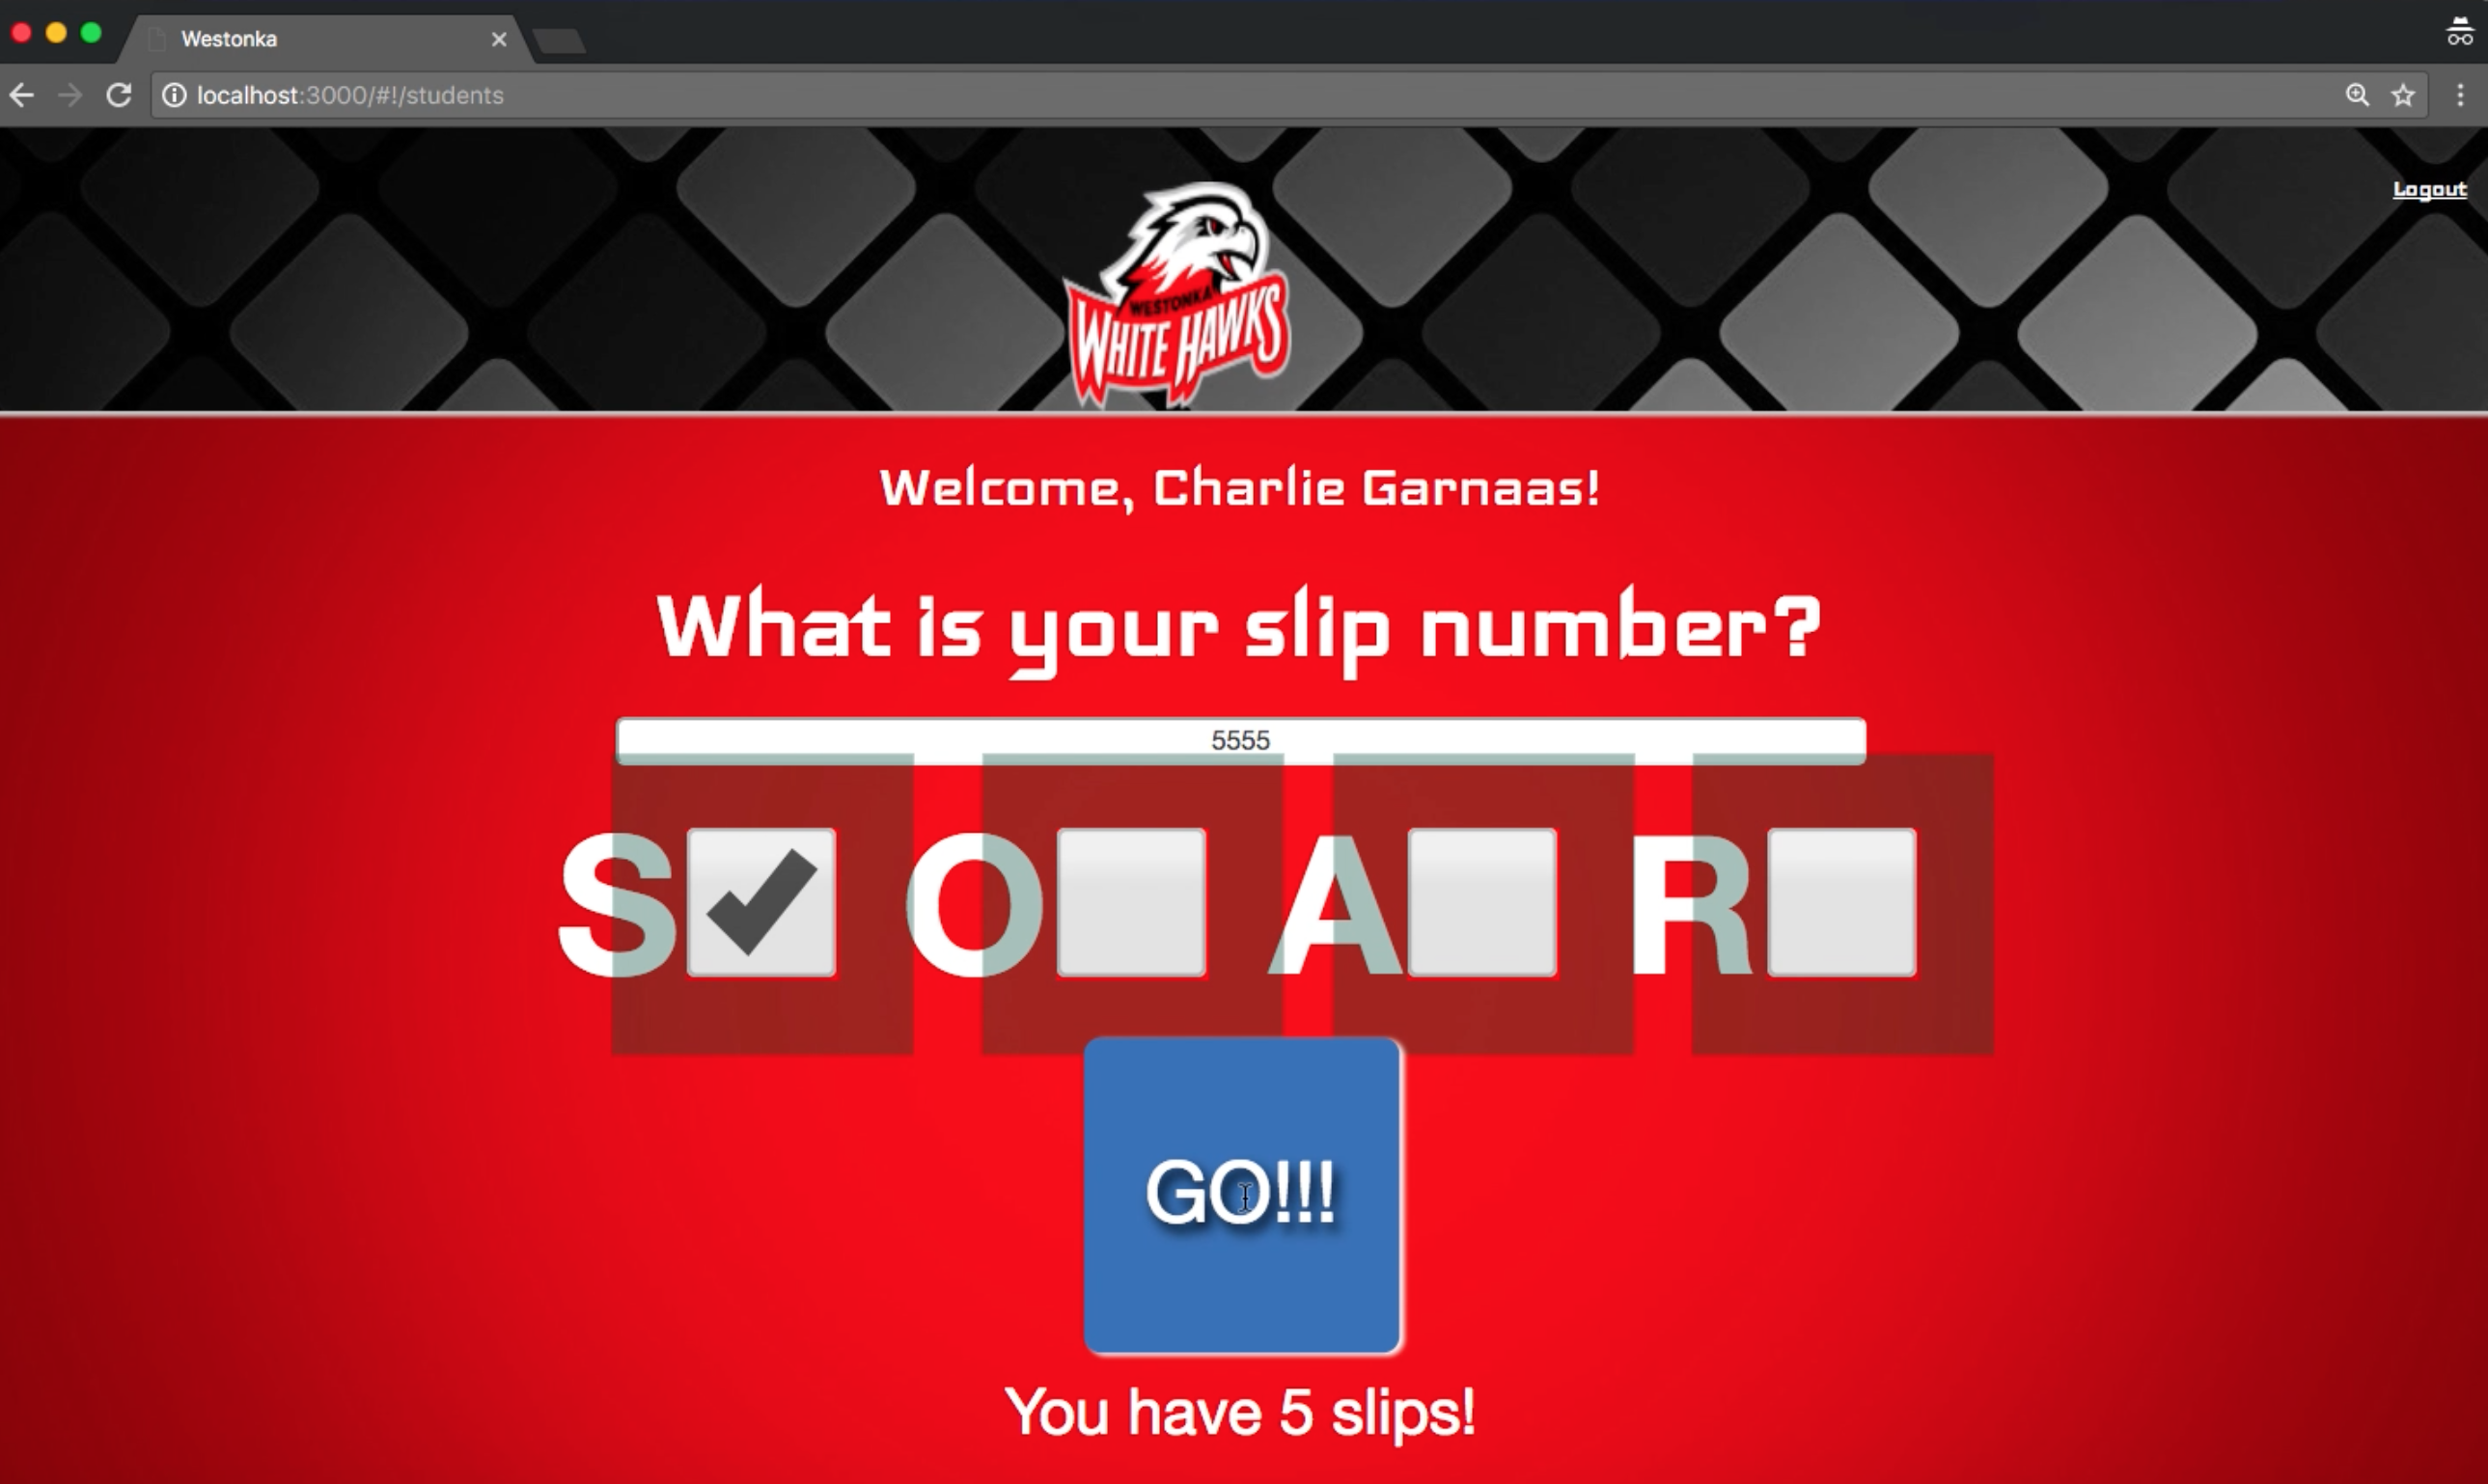 Westonka
localhost:3000/#!/students
Logout
WESTONKA
WHITE HAWKS
Welcome, Charlie Garnaas!
What is your slip number?
5555
S O A R
GO!!!
You have 5 slips!